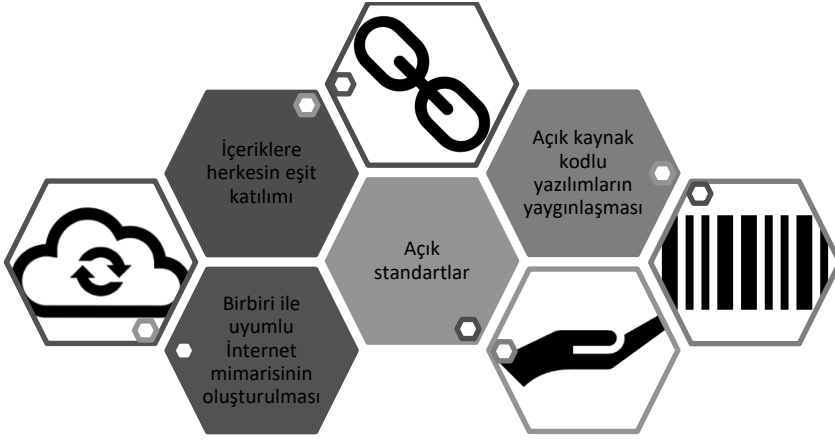 İçeriklere
herkesin eşit
katılımı
Açık kaynak
kodlu
yazılımların
yaygınlaşması
Açık
standartlar
Birbiri ile
uyumlu
İnternet
mimarisinin
oluşturulması